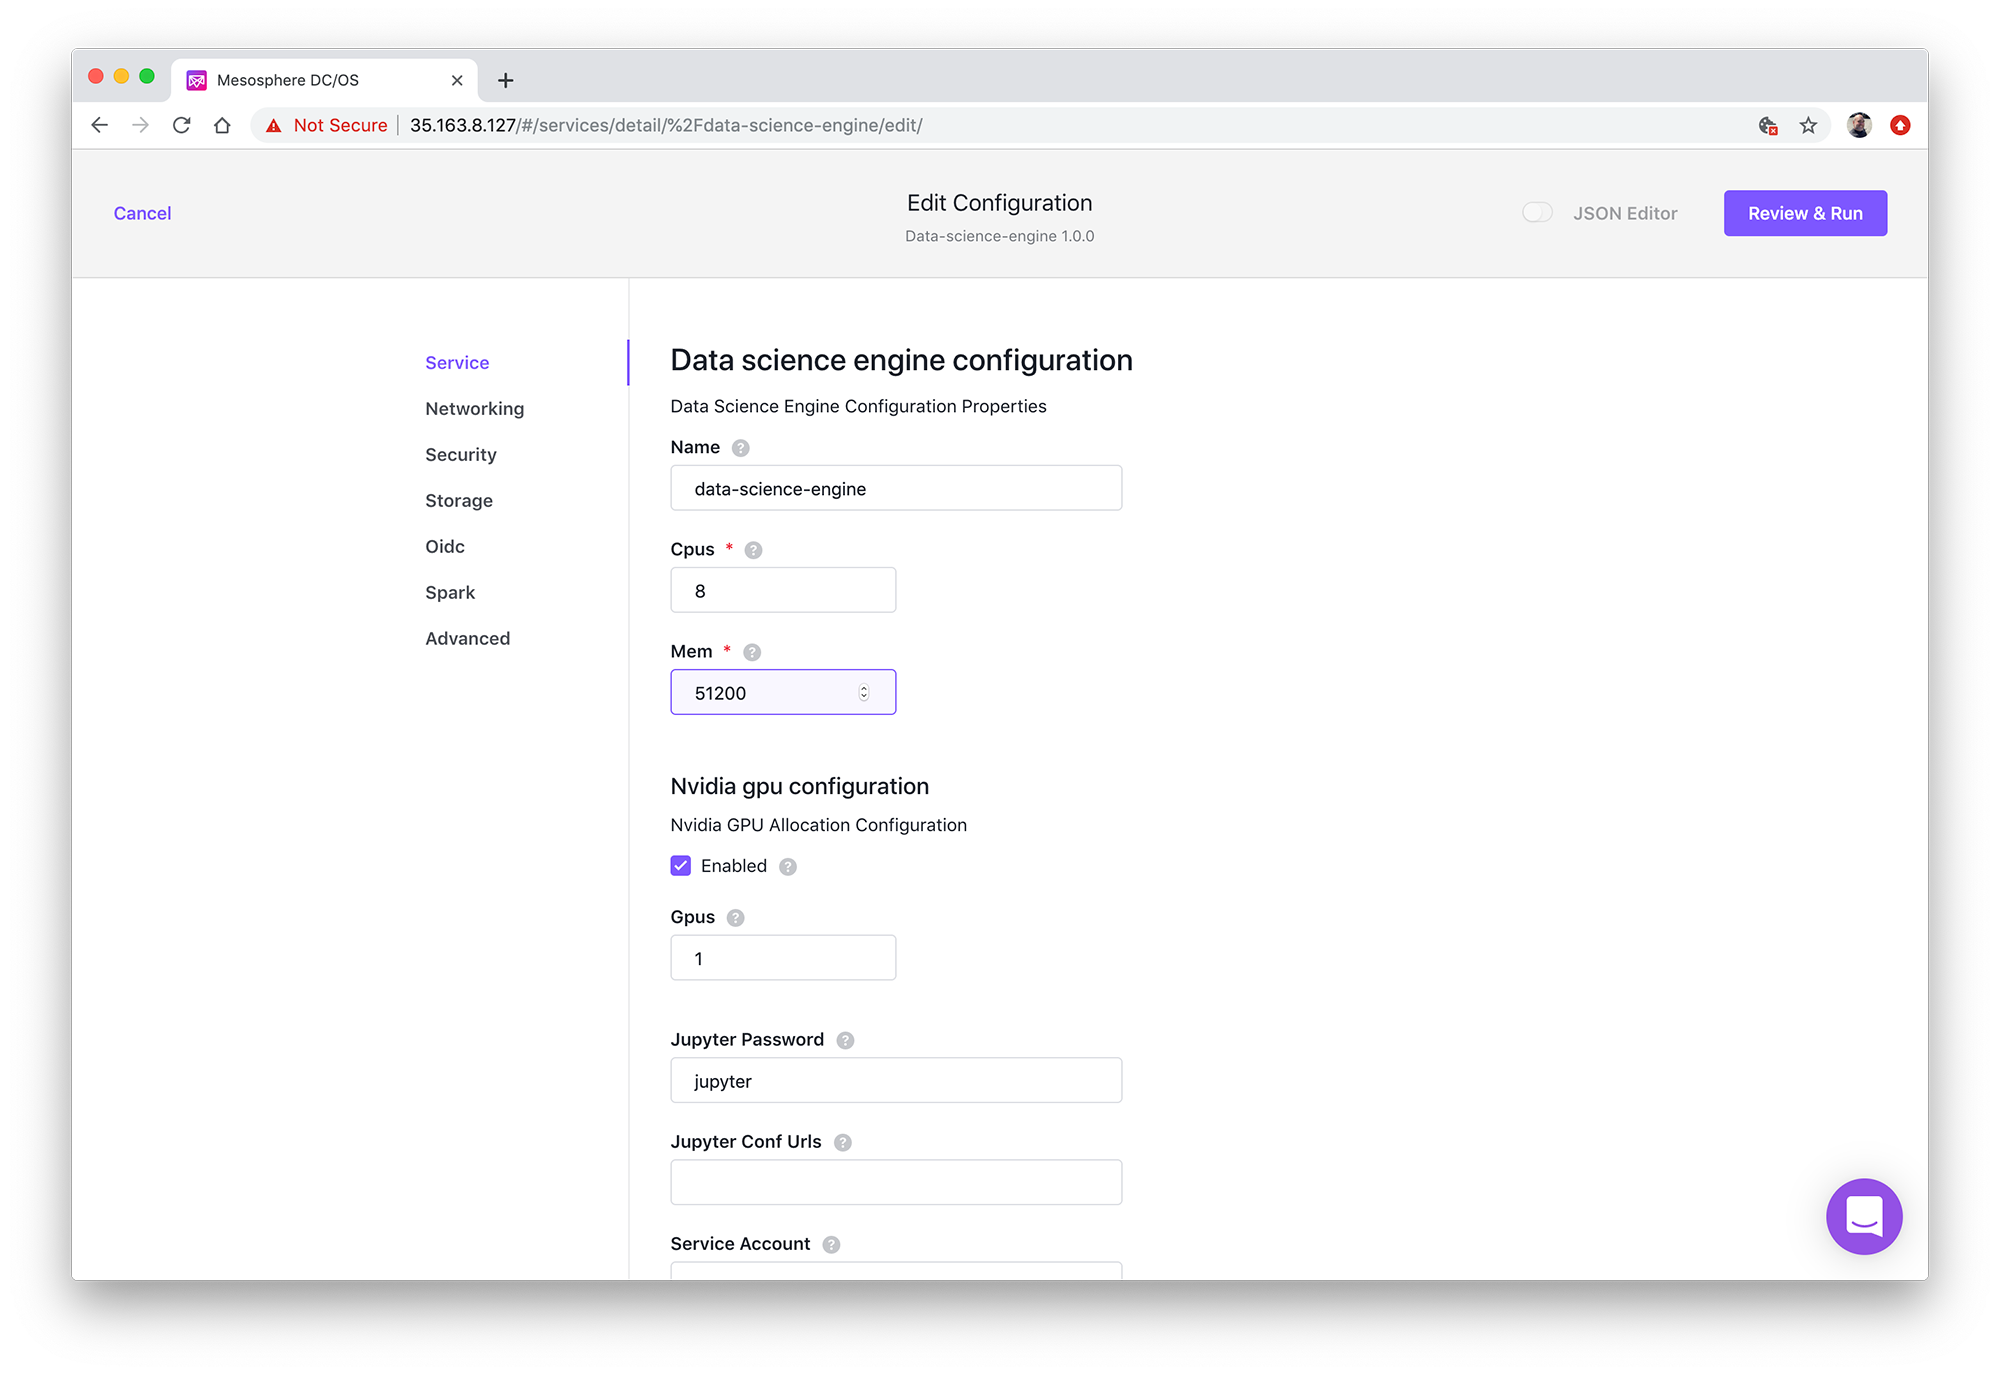 Mesosphere DC/OS
Not Secure 35.163.8.127/#/services/detail/%2Fdata-science-engine/edit/
Cancel
Edit Configuration
Data-science-engine 1.0.0
JSON Editor
Review & Run
Service
Networking
Security
Storage
Oidc
Spark
Advanced
Data science engine configuration
Data Science Engine Configuration Properties
Name ?
data-science-engine
Cpus * ?
8
Mem * ?
51200
Nvidia gpu configuration
Nvidia GPU Allocation Configuration
Enabled ?
Gpus ?
1
Jupyter Password ?
jupyter
Jupyter Conf Urls ?
Service Account ?